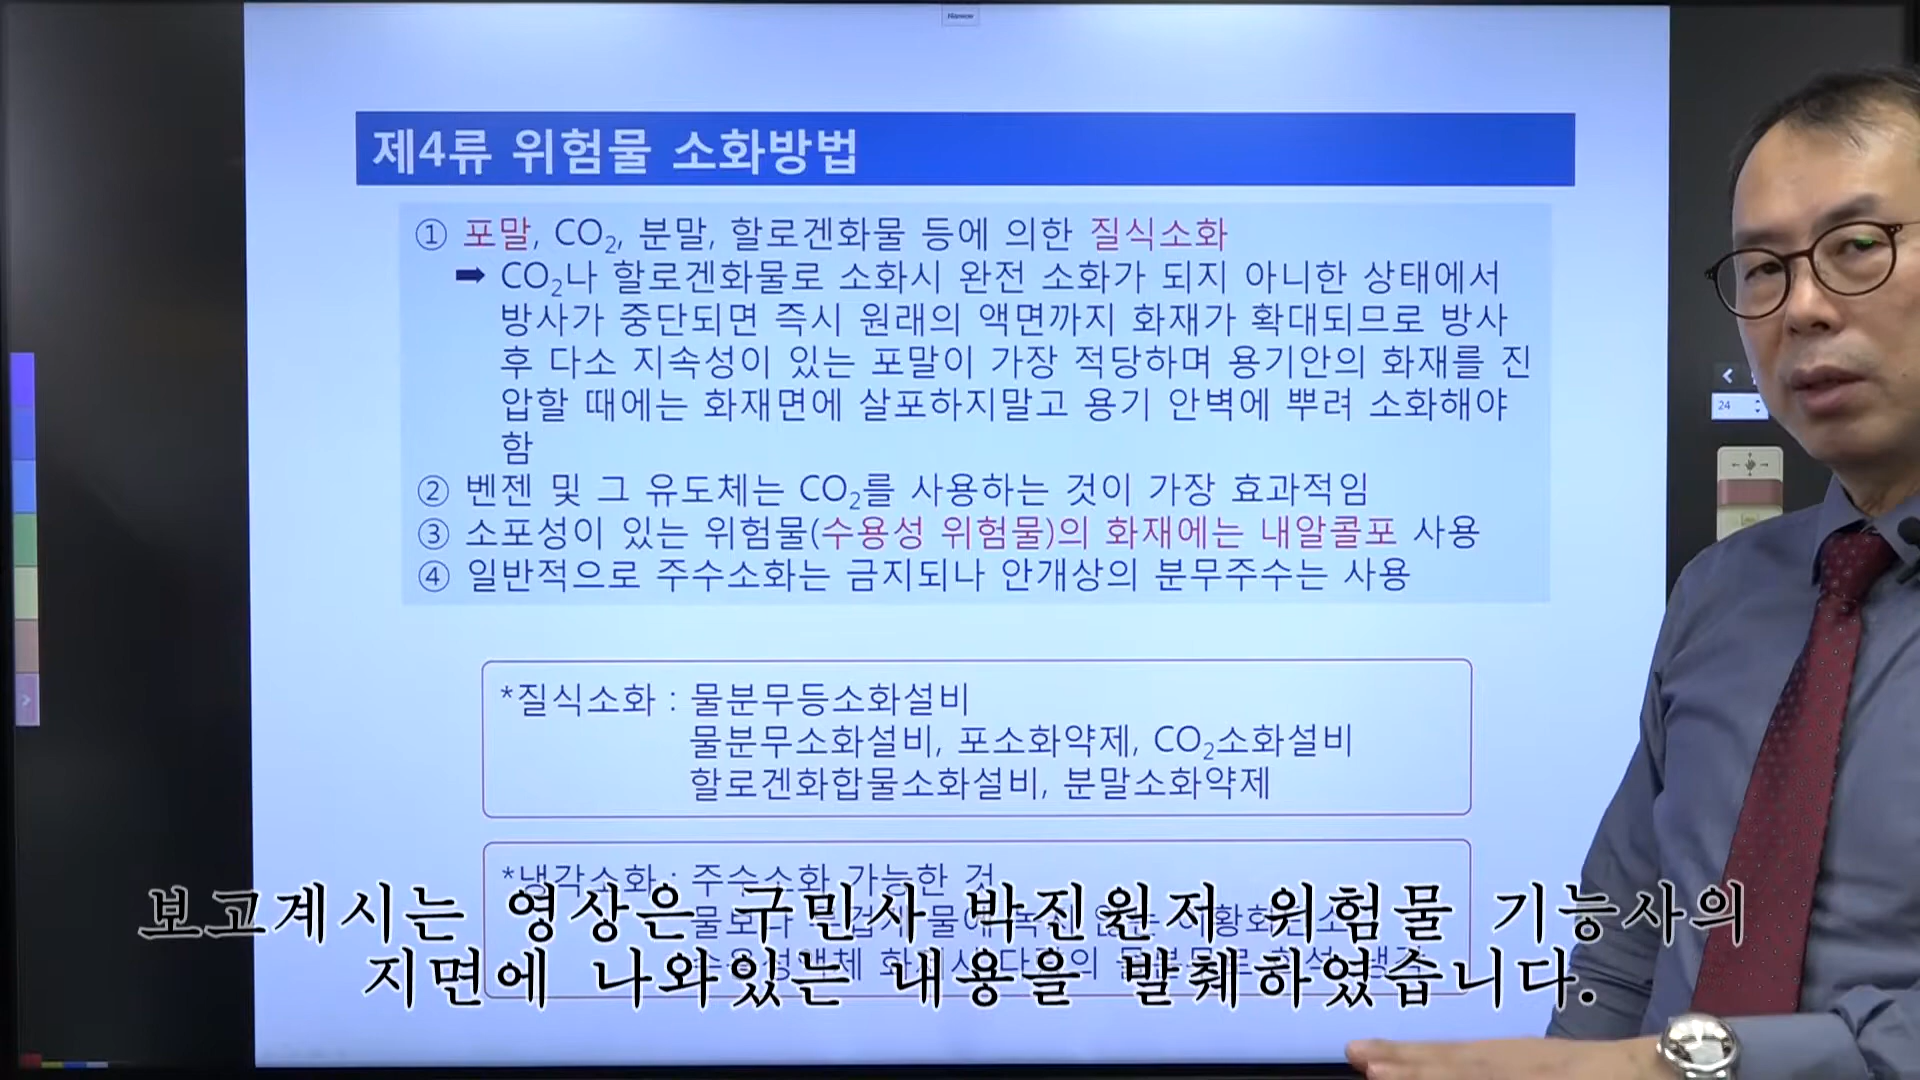 제4류 위험물 소화방법
① 포말, CO₂, 분말, 할로겐화물 등에 의한 질식소화
➡ CO₂나 할로겐화물로 소화시 완전 소화가 되지 아니한 상태에서
방사가 중단되면 즉시 원래의 액면까지 화재가 확대되므로 방사
후 다소 지속성이 있는 포말이 가장 적당하며 용기안의 화재를 진
압할 때에는 화재면에 살포하지말고 용기 안벽에 뿌려 소화해야
함
② 벤젠 및 그 유도체는 CO₂를 사용하는 것이 가장 효과적임
③ 소포성이 있는 위험물(수용성 위험물)의 화재에는 내알콜포 사용
④ 일반적으로 주수소화는 금지되나 안개상의 분무주수는 사용
24
*질식소화 : 물분무등소화설비
물분무소화설비, 포소화약제, CO₂소화설비
할로겐화합물소화설비, 분말소화약제
*냉각소화 : 주수소화 가능한 것
보고계시는 영상은 구민사 박진원저 위험물 기능사의
지면에 나와있는 내용을 발췌하였습니다.